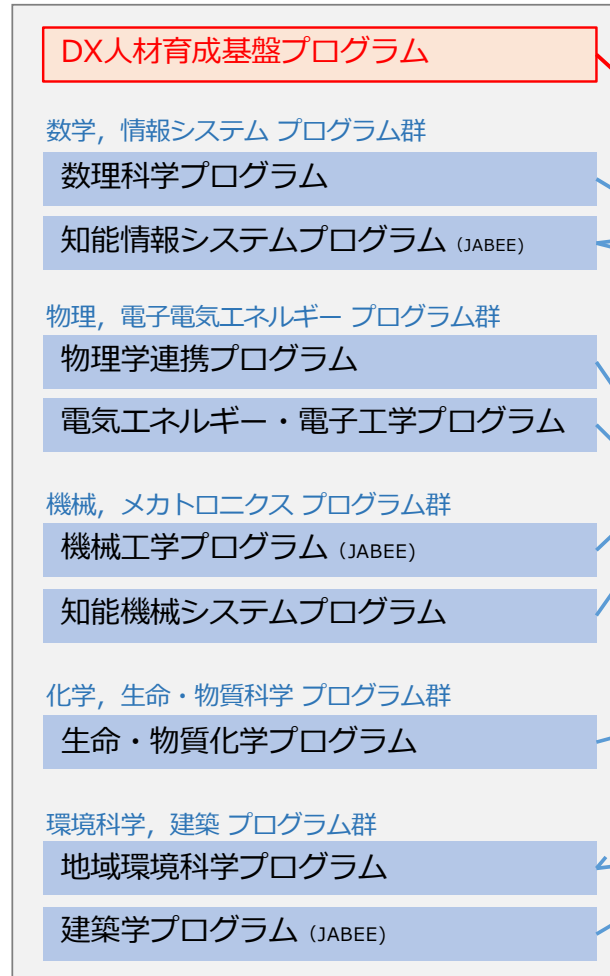 DX人材育成基盤プログラム
数学，情報システム プログラム群
数理科学プログラム
知能情報システムプログラム（JABEE）
物理，電子電気エネルギー プログラム群
物理学連携プログラム
電気エネルギー・電子工学プログラム
機械，メカトロニクス プログラム群
機械工学プログラム（JABEE）
知能機械システムプログラム
化学，生命・物質科学 プログラム群
生命・物質化学プログラム
環境科学，建築 プログラム群
地域環境科学プログラム
建築学プログラム（JABEE）